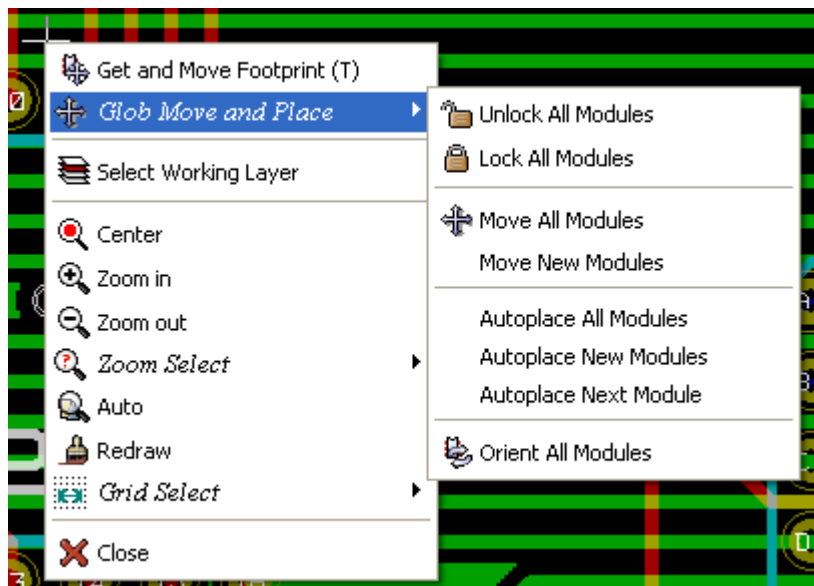 Get and Move Footprint (T)
Glob Move and Place
Select Working Layer
Center
Zoom in
Zoom out
Zoom Select
Auto
Redraw
Grid Select
Close
Unlock All Modules
Lock All Modules
Move All Modules
Move New Modules
Autoplace All Modules
Autoplace New Modules
Autoplace Next Module
Orient All Modules
D